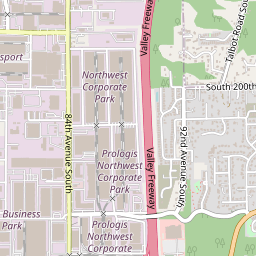 Valley Freeway
Talbot Road Sou
sport
Northwest
Corporate
Park
South 200th
84th Avenue South
92nd Avenue South
Prologis
Northwest
Corporate
Park
Valley Freeway
Business
Park
Prologis
Northwest
Corporate